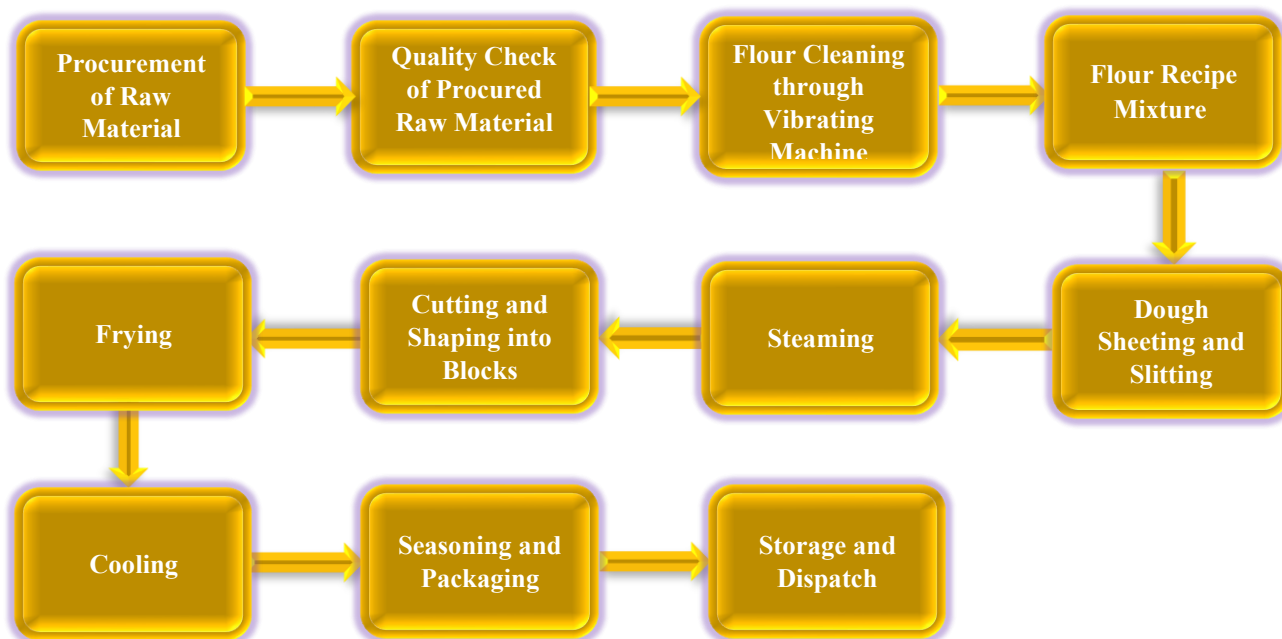 Procurement
of Raw
Material
Quality Check
of Procured
Raw Material
Flour Cleaning
through
Vibrating
Machine
Flour Recipe
Mixture
Dough
Sheeting and
Slitting
Steaming
Cutting and
Shaping into
Blocks
Frying
Cooling
Seasoning and
Packaging
Storage and
Dispatch